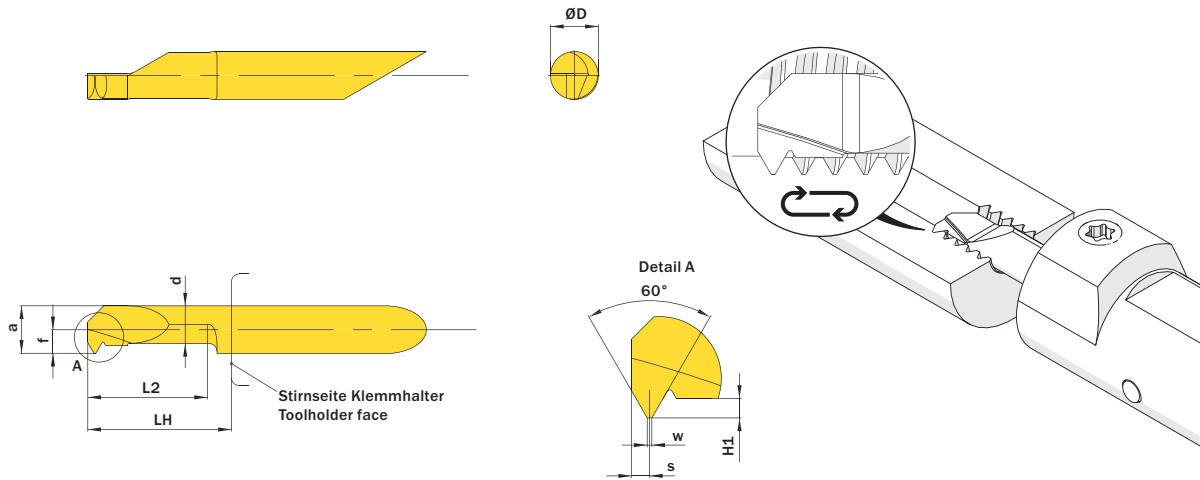 ØD
d
a
f
A
L2
LH
Stirnseite Klemmhalter
Toolholder face
Detail A
60°
w
s
H1